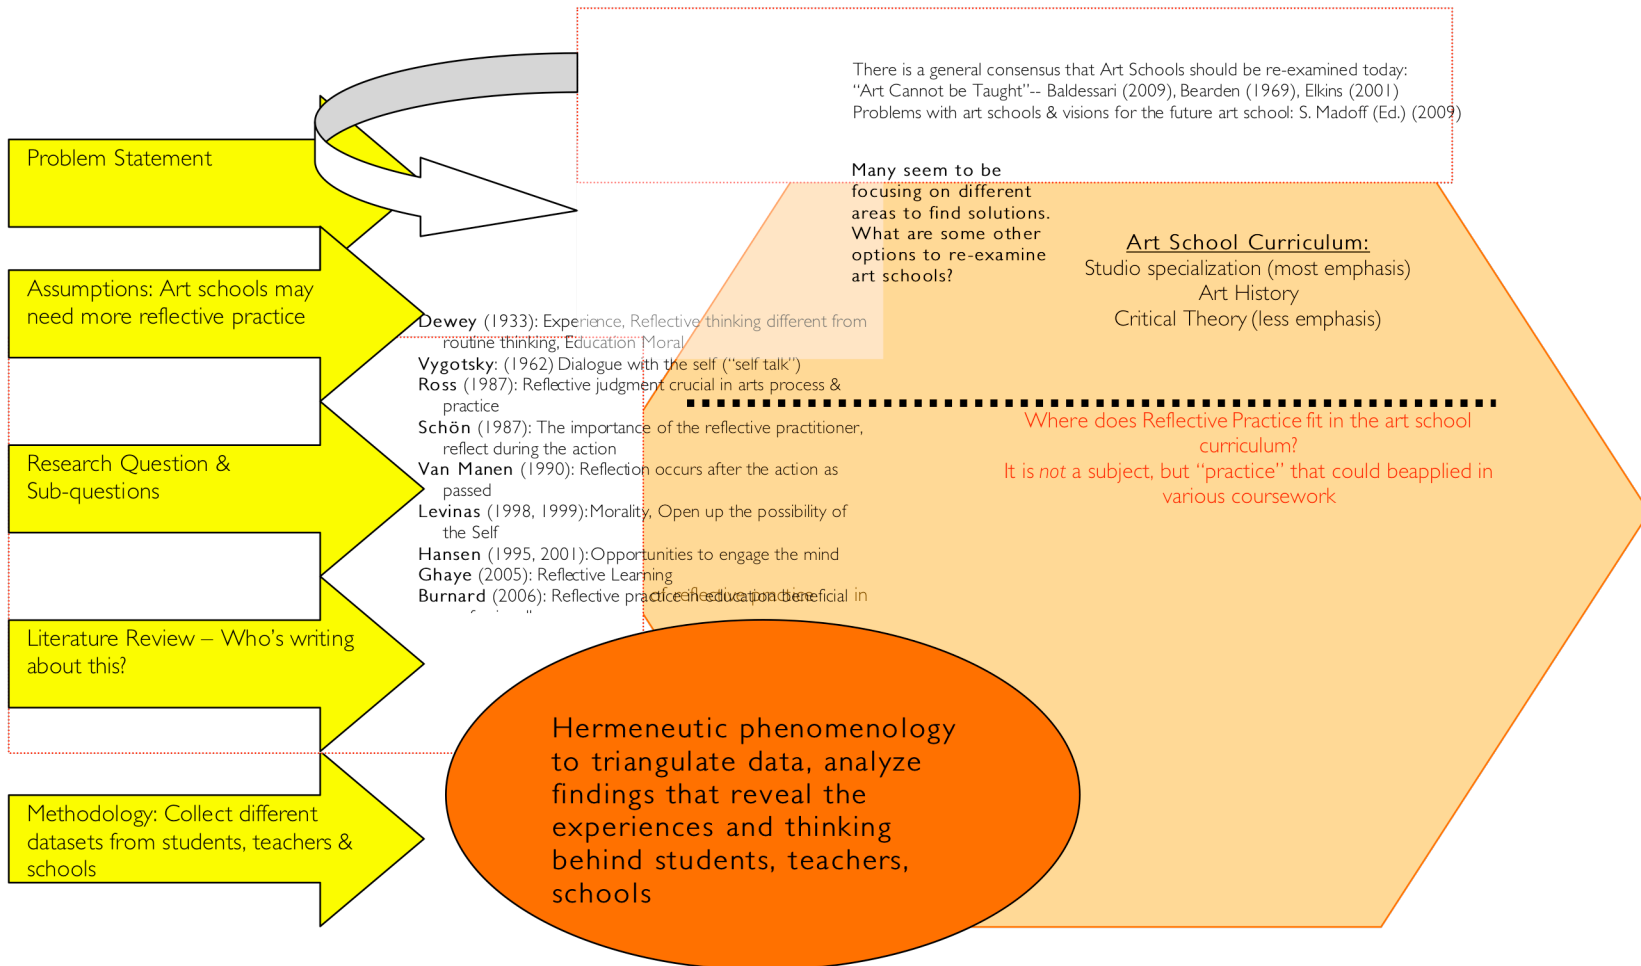 There is a general consensus that Art Schools should be re-examined today:
“Art Cannot be Taught”-- Baldessari (2009), Bearden (1969), Elkins (2001)
Problems with art schools & visions for the future art school: S. Madoff (Ed.) (2009)
Problem Statement
Many seem to be
focusing on different
areas to find solutions.
What are some other
options to re-examine
art schools?
Art School Curriculum:
Studio specialization (most emphasis)
Art History
Critical Theory (less emphasis)
Assumptions: Art schools may
need more reflective practice
Dewey (1933): Experience, Reflective thinking different from
routine thinking, Education Moral
Vygotsky: (1962) Dialogue with the self (“self talk”)
Ross (1987): Reflective judgment crucial in arts process &
practice
Schön (1987): The importance of the reflective practitioner,
reflect during the action
Van Manen (1990): Reflection occurs after the action as
passed
Levinas (1998, 1999): Morality, Open up the possibility of
the Self
Hansen (1995, 2001): Opportunities to engage the mind
Ghaye (2005): Reflective Learning
Burnard (2006): Reflective practice in education beneficial
of reflective practice in
Where does Reflective Practice fit in the art school
curriculum?
It is not a subject, but “practice” that could beapplied in
various coursework
Research Question &
Sub-questions
Literature Review – Who’s writing
about this?
Methodology: Collect different
datasets from students, teachers &
schools
Hermeneutic phenomenology
to triangulate data, analyze
findings that reveal the
experiences and thinking
behind students, teachers,
schools